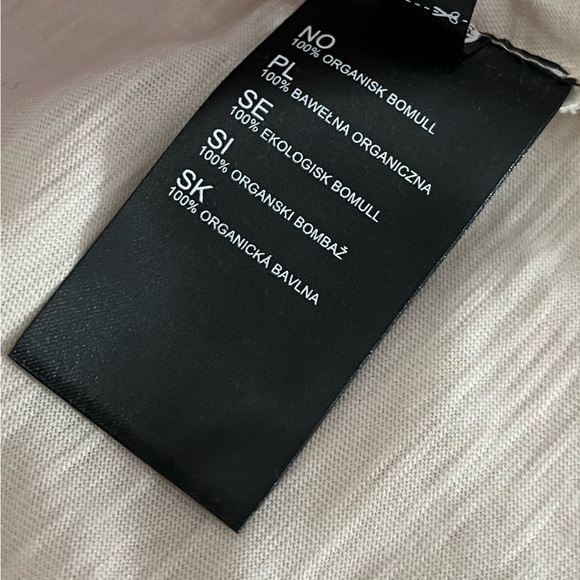 NO
100% ORGANISK BOMULL
PL
100% BAWEŁNA ORGANICZNA
SE
100% EKOLOGISK BOMULL
SI
100% ORGANSKI BOMBAŽ
SK
100% ORGANICKÁ BAVLNA